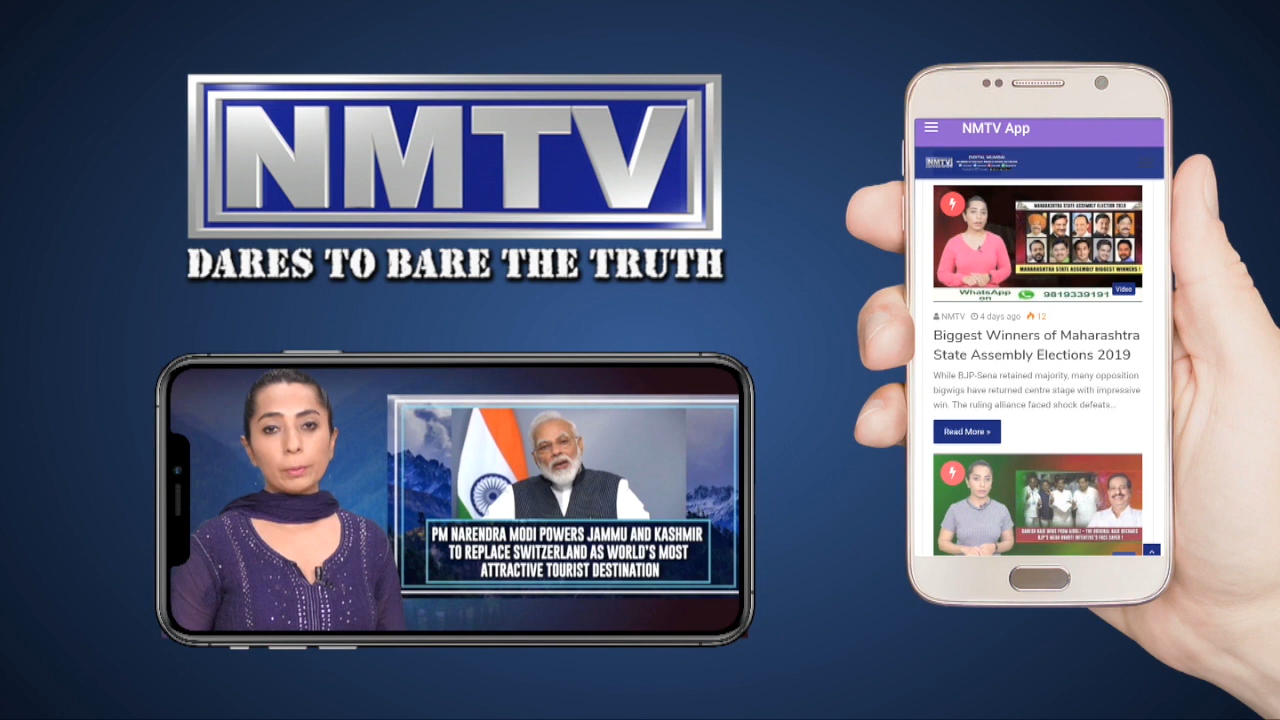 NMTV
DARES TO BARE THE TRUTH
PM NARENDRA MODI POWERS JAMMU AND KASHMIR
TO REPLACE SWITZERLAND AS WORLD'S MOST
ATTRACTIVE TOURIST DESTINATION
NMTV App
NMTV
MAHARASHTRA STATE ASSEMBLY ELECTION 2019
MAHARASHTRA STATE ASSEMBLY BIGGEST WINNERS !
WhatsApp
on
9819339191
Video
NMTV 4 days ago 12
Biggest Winners of Maharashtra
State Assembly Elections 2019
While BJP-Sena retained majority, many opposition
bigwigs have returned centre stage with impressive
win. The ruling alliance faced shock defeats...
Read More »